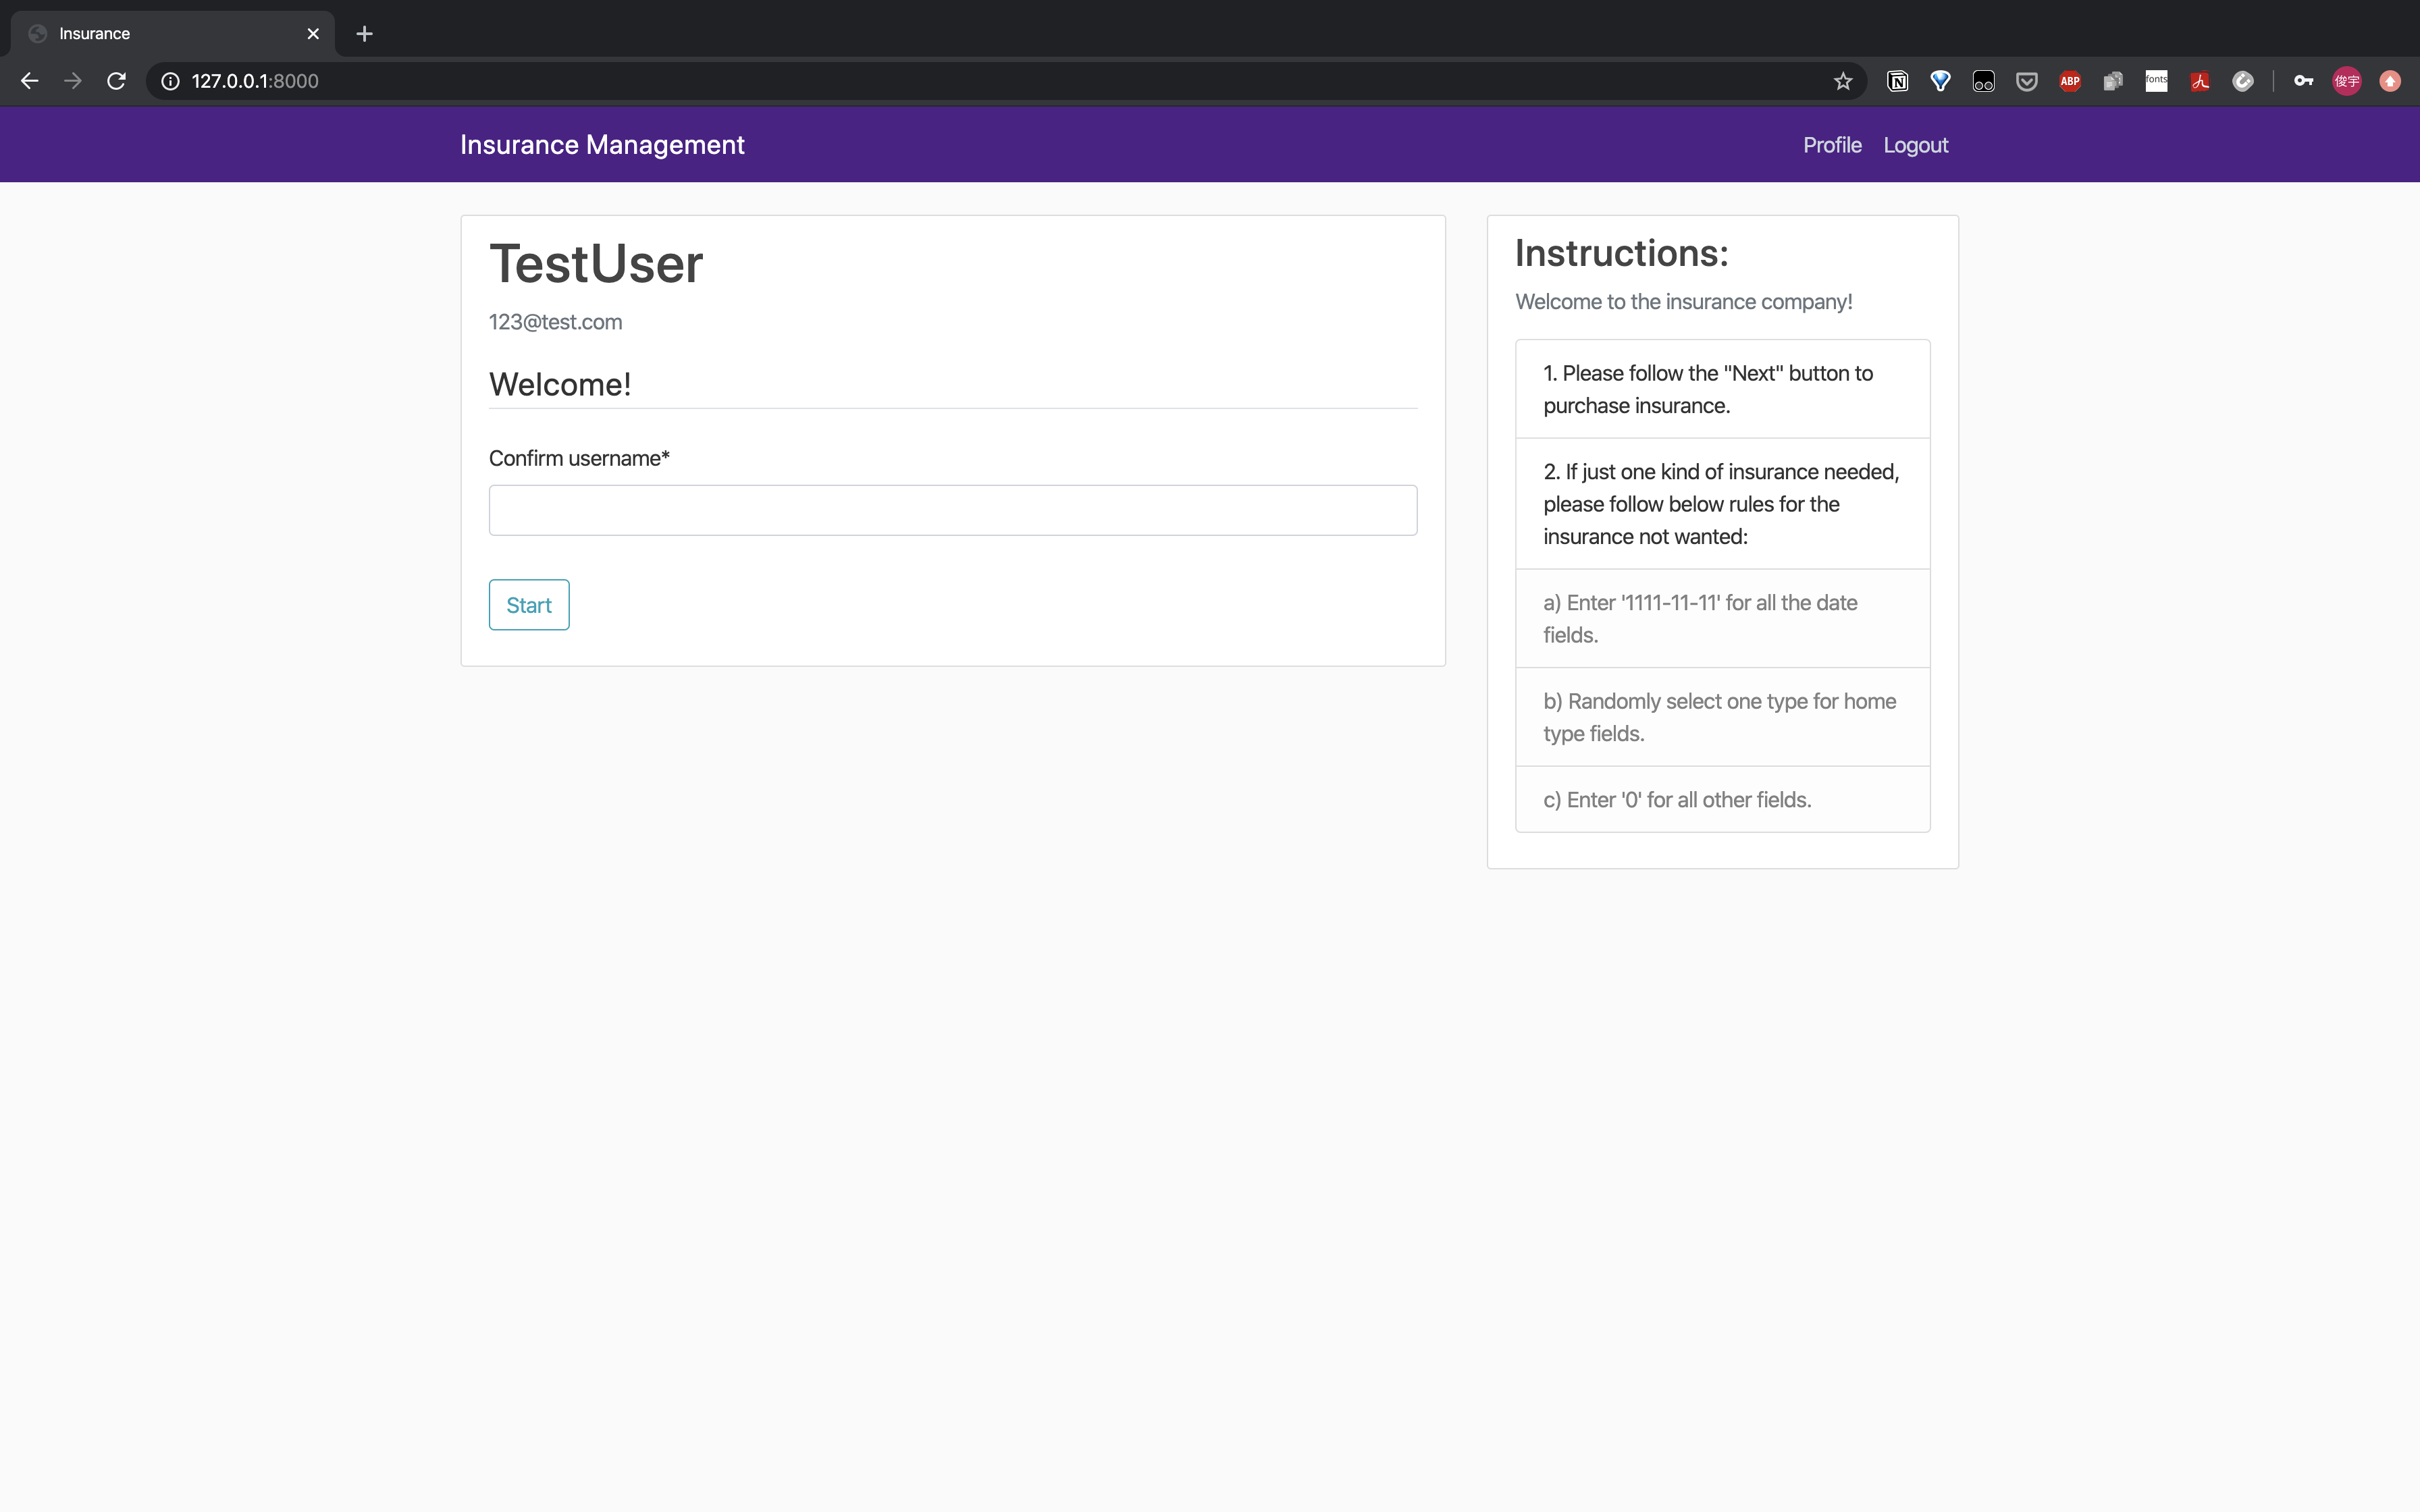 Insurance
127.0.0.1:8000
ABP
fonts
俊宇
Insurance Management
Profile
Logout
TestUser
123@test.com
Welcome!
Confirm username*
Start
Instructions:
Welcome to the insurance company!
1. Please follow the "Next" button to
purchase insurance.
2. If just one kind of insurance needed,
please follow below rules for the
insurance not wanted:
a) Enter '1111-11-11' for all the date
fields.
b) Randomly select one type for home
type fields.
c) Enter '0' for all other fields.